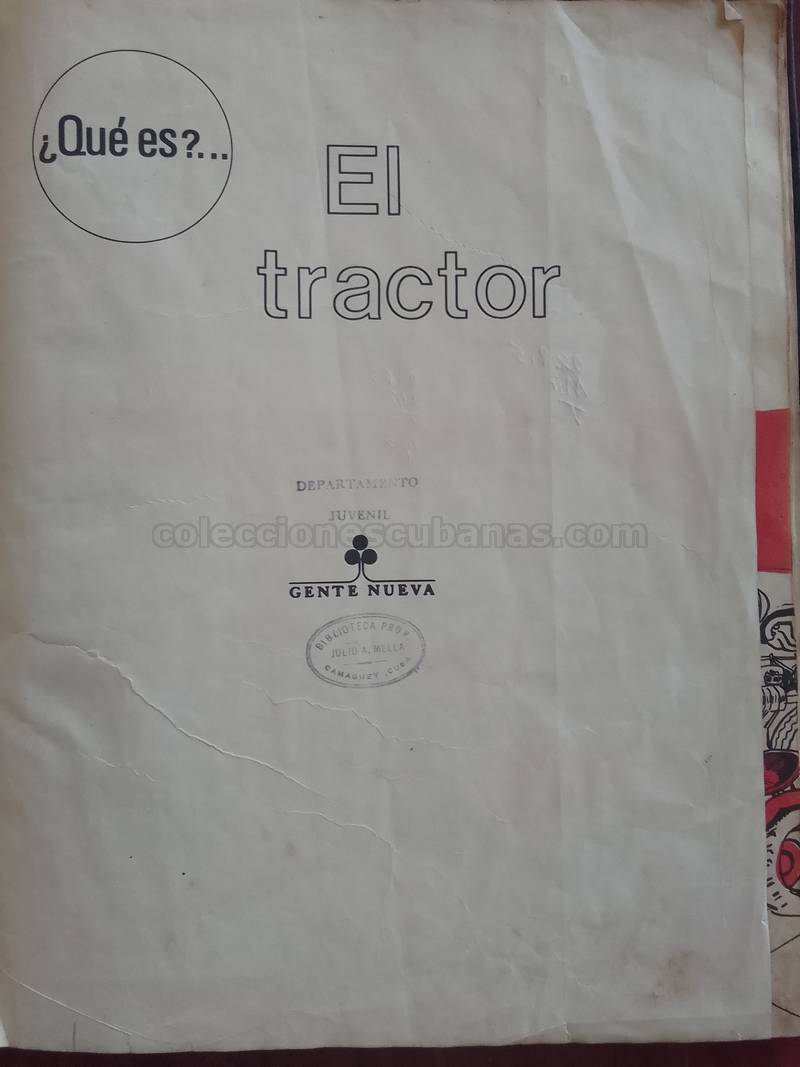 ¿Qué es?...
El
tractor
DEPARTAMENTO
JUVENIL
coleccionescubanas.com
GENTE NUEVA
BIBLIOTECA PROV.
JULIO A. MELLA
CAMAGUEY, CUBA